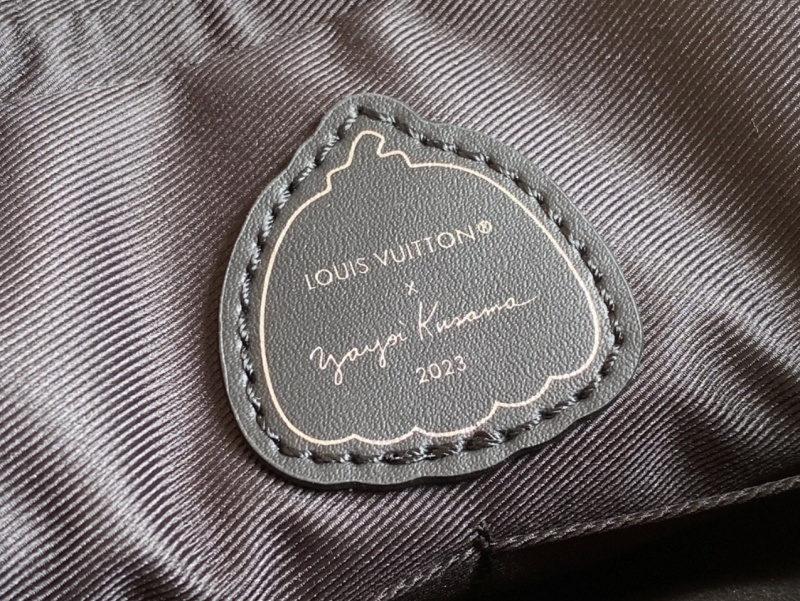 LOUIS VUITTON®
x
Yayoi Kusama
2023